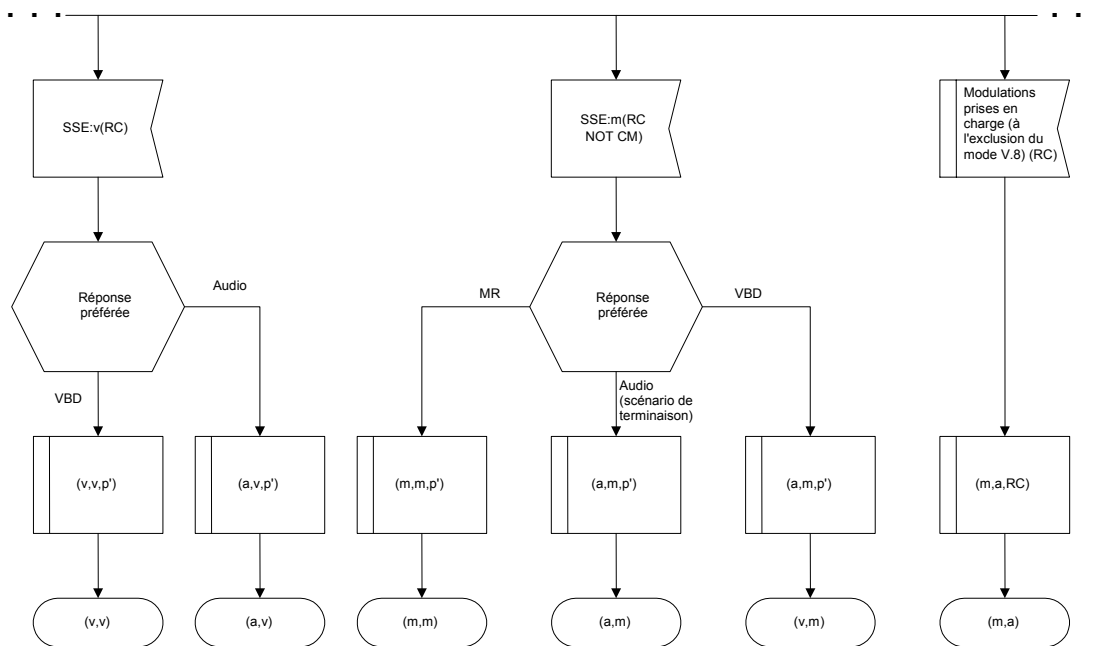 SSE:v(RC)
SSE:m(RC
NOT CM)
Modulations
prises en
charge (à
l'exclusion du
mode V.8) (RC)
Réponse
préférée
Audio
VBD
MR
Réponse
préférée
VBD
Audio
(scénario de
terminaison)
(v,v,p')
(a,v,p')
(m,m,p')
(a,m,p')
(a,m,p')
(m,a,RC)
(v,v)
(a,v)
(m,m)
(a,m)
(v,m)
(m,a)